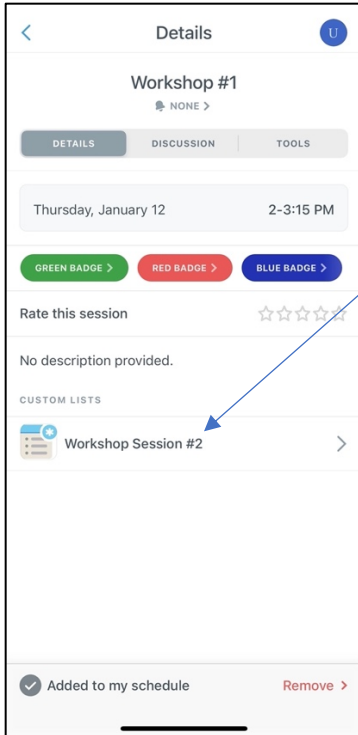 Details
U
Workshop #1
NONE >
DETAILS DISCUSSION TOOLS
Thursday, January 12 2-3:15 PM
GREEN BADGE > RED BADGE > BLUE BADGE >
Rate this session
No description provided.
CUSTOM LISTS
Workshop Session #2
Added to my schedule Remove >